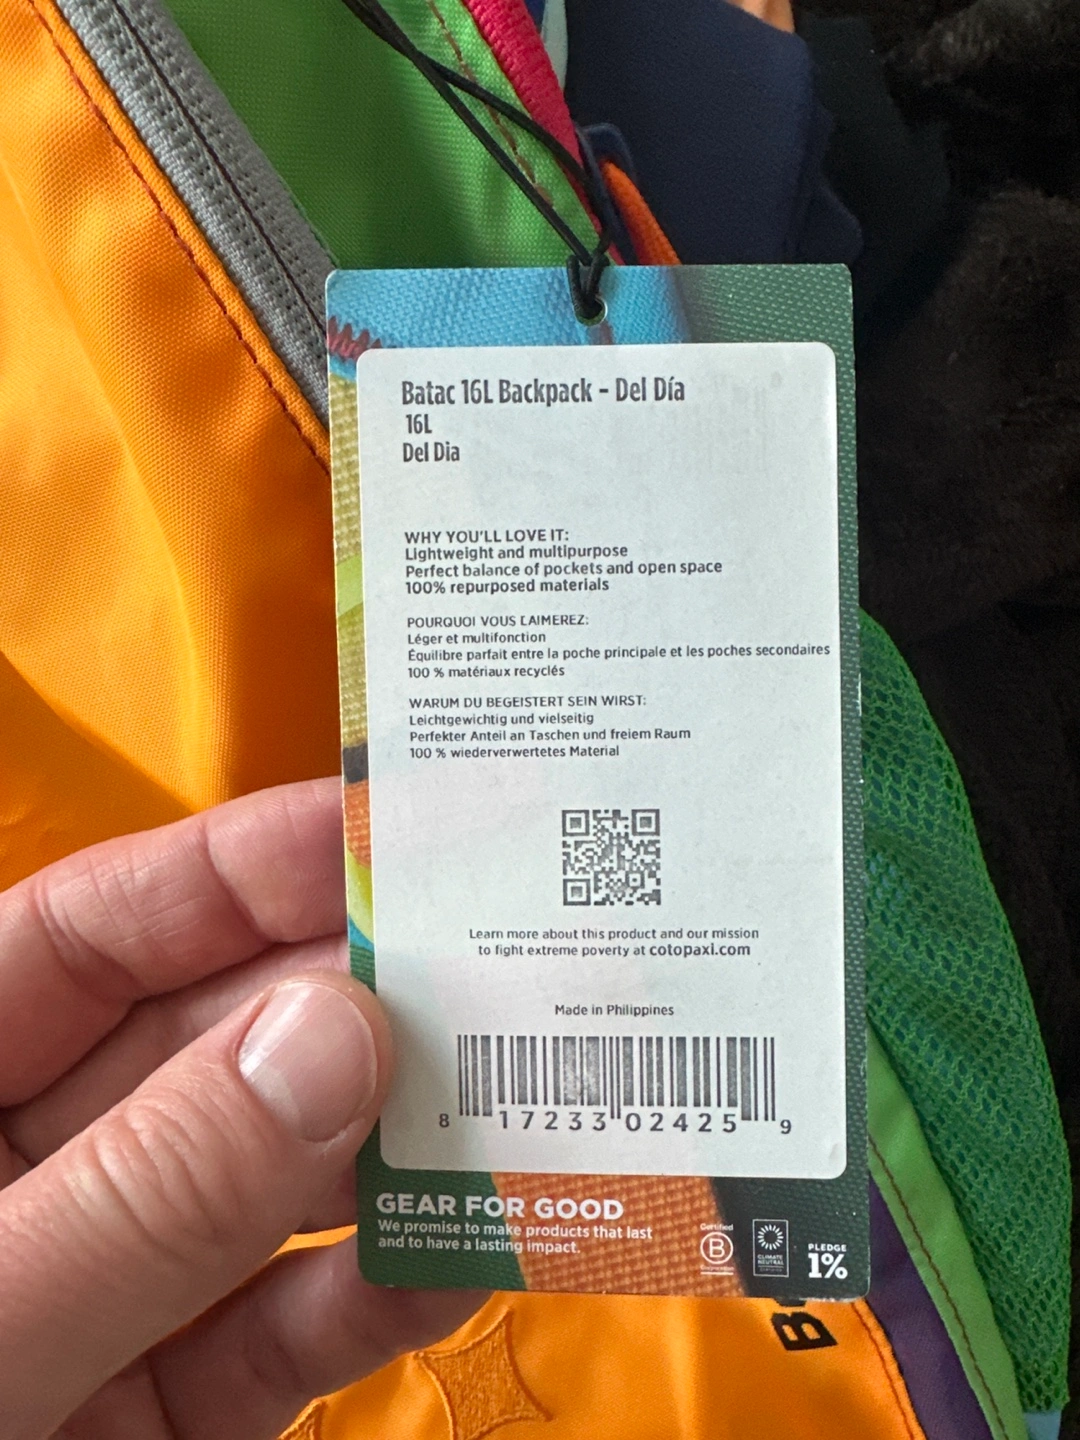 Batac 16L Backpack - Del Día
16L
Del Dia
WHY YOU'LL LOVE IT:
Lightweight and multipurpose
Perfect balance of pockets and open space
100% repurposed materials
POURQUOI VOUS L'AIMEREZ:
Léger et multifonction
Équilibre parfait entre la poche principale et les poches secondaires
100 % matériaux recyclés
WARUM DU BEGEISTERT SEIN WIRST:
Leichtgewichtig und vielseitig
Perfekter Anteil an Taschen und freiem Raum
100 % wiederverwertetes Material
Learn more about this product and our mission
to fight extreme poverty at cotopaxi.com
Made in Philippines
8 17233 02425 9
GEAR FOR GOOD
We promise to make products that last
and to have a lasting impact.
Certified
B
CLIMATE
NEUTRAL
PLEDGE
1%
B